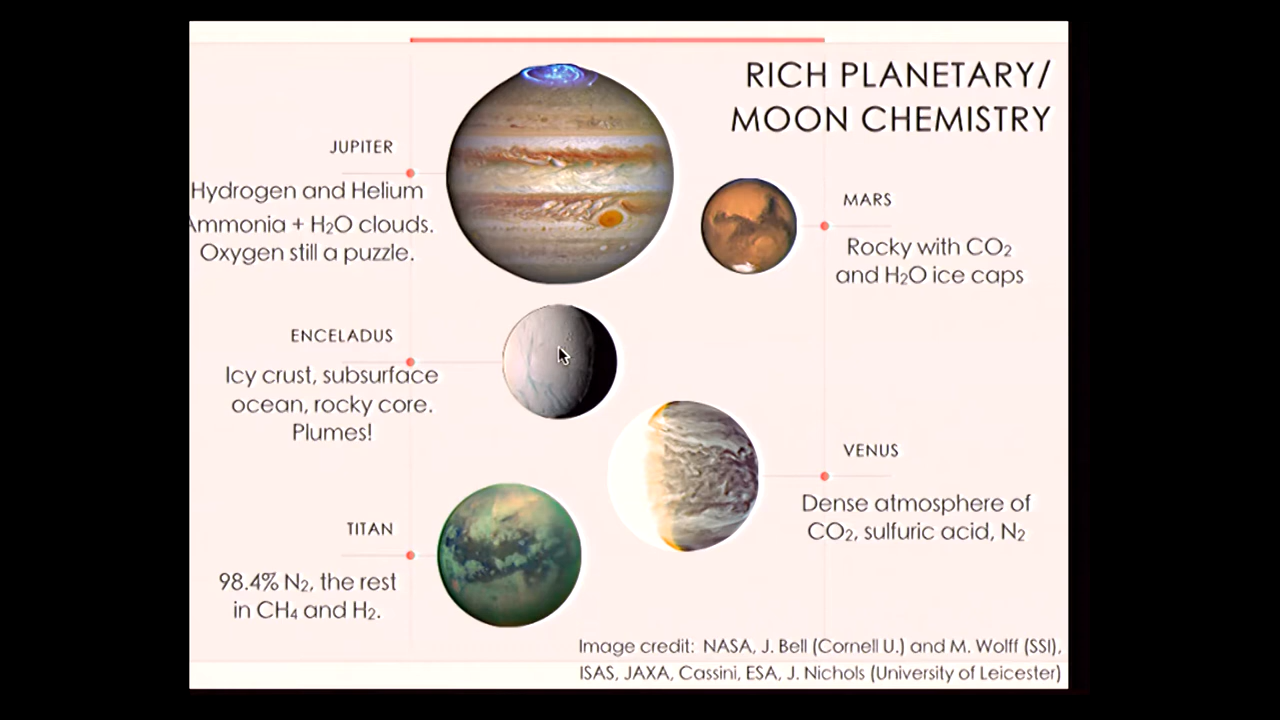 RICH PLANETARY/
MOON CHEMISTRY
JUPITER
Hydrogen and Helium
Ammonia + H₂O clouds.
Oxygen still a puzzle.
MARS
Rocky with CO₂
and H₂O ice caps
ENCELADUS
Icy crust, subsurface
ocean, rocky core.
Plumes!
VENUS
Dense atmosphere of
CO₂, sulfuric acid, N₂
TITAN
98.4% N₂, the rest
in CH₄ and H₂.
Image credit: NASA, J. Bell (Cornell U.) and M. Wolff (SSI),
ISAS, JAXA, Cassini, ESA, J. Nichols (University of Leicester)